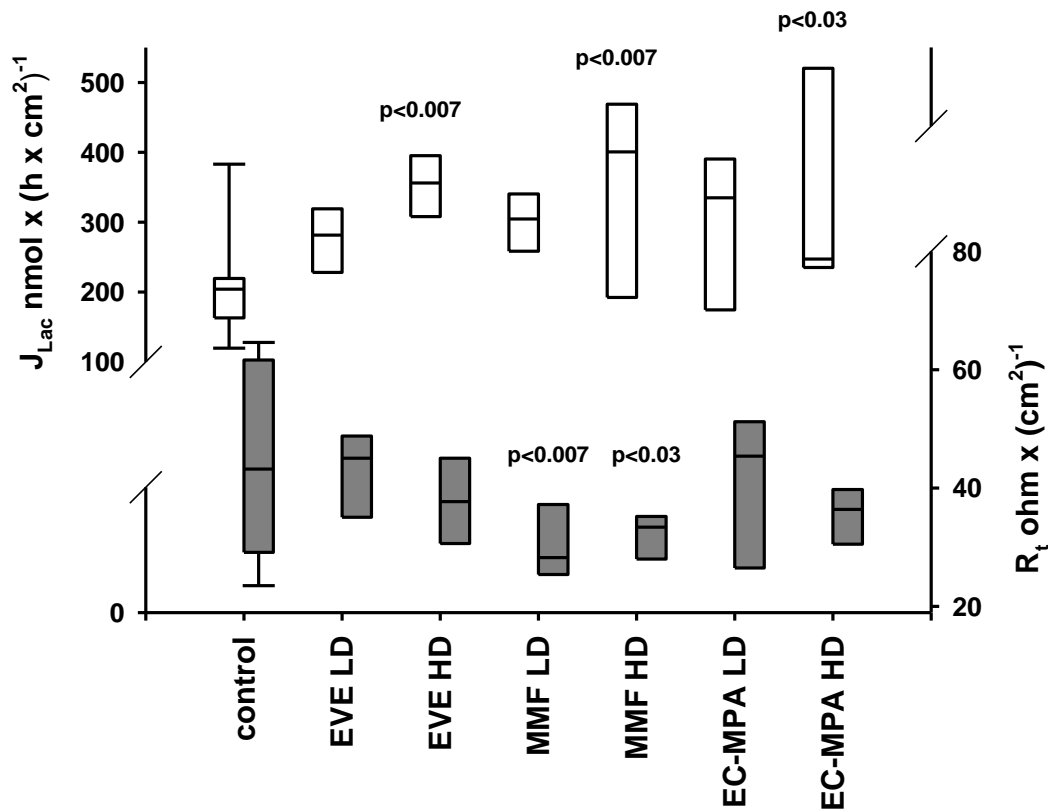 p<0.03
p<0.007
p<0.007
500
400
300
200
100
0
J_Lac nmol x (h x cm²)⁻¹
80
60
40
20
R_t ohm x (cm²)⁻¹
p<0.007 p<0.03
control
EVE LD
EVE HD
MMF LD
MMF HD
EC-MPA LD
EC-MPA HD